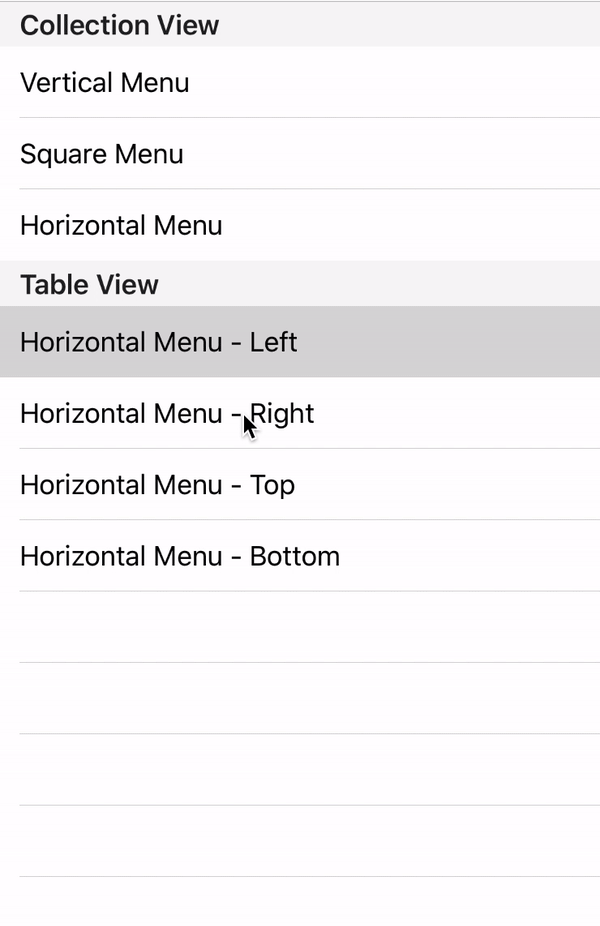 Collection View
Vertical Menu
Square Menu
Horizontal Menu
Table View
Horizontal Menu - Left
Horizontal Menu - Right
Horizontal Menu - Top
Horizontal Menu - Bottom